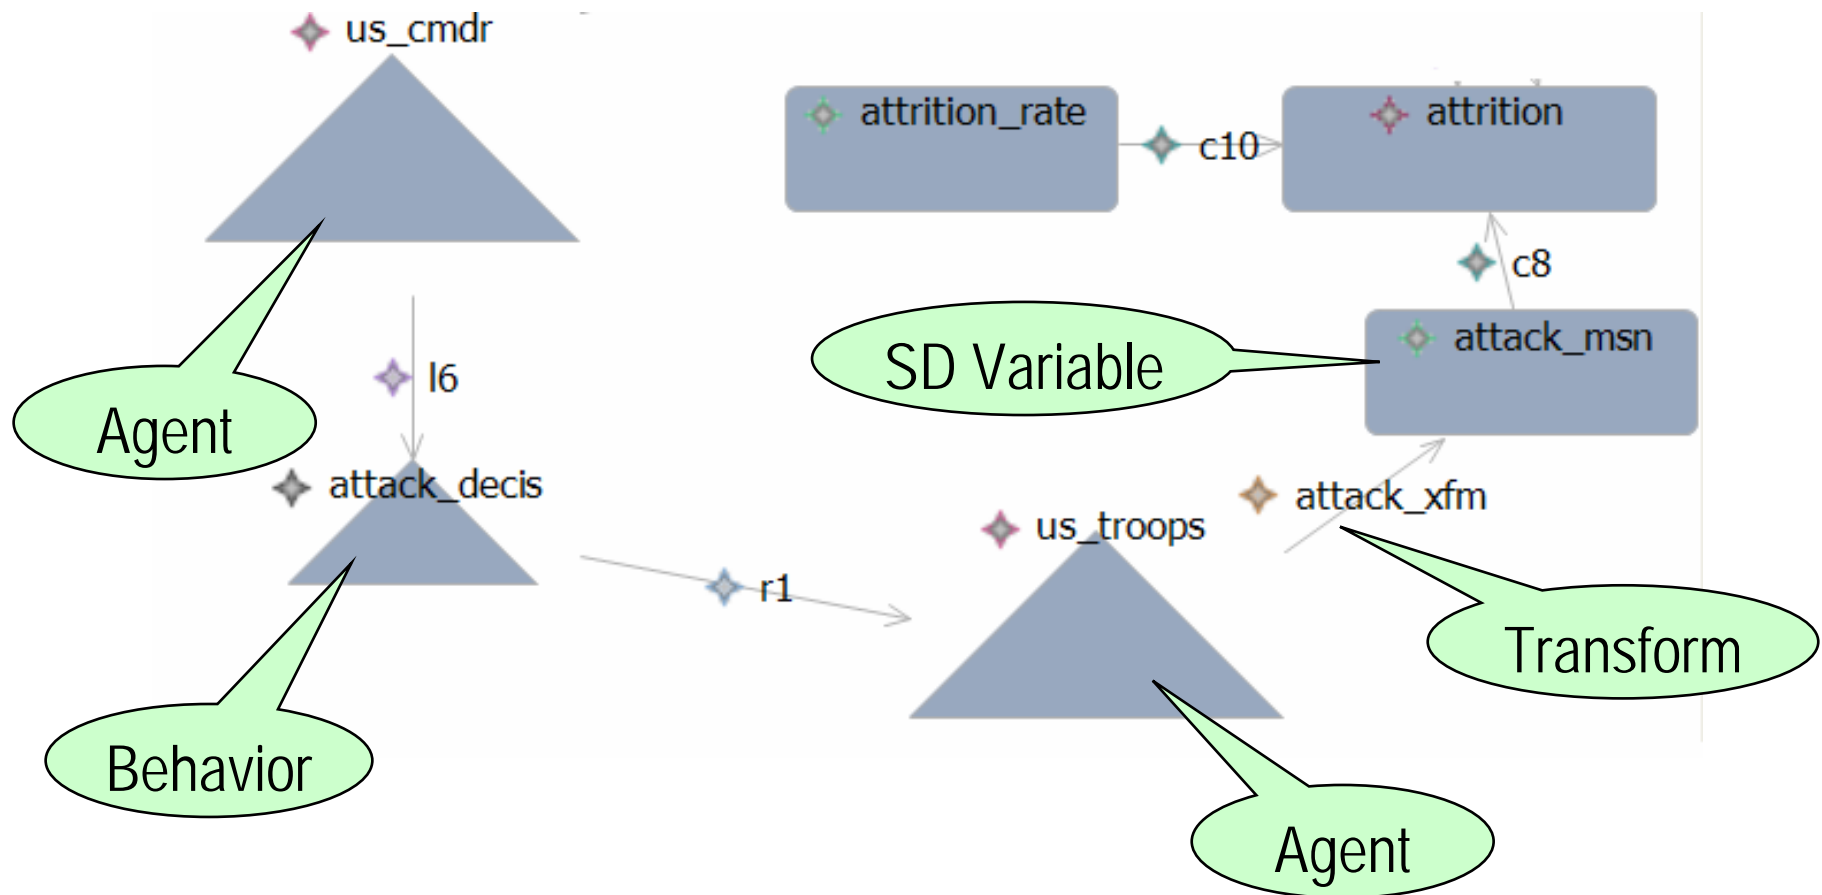 us_cmdr
attrition_rate
attrition
c10
c8
SD Variable
attack_msn
l6
Agent
attack_decis
attack_xfm
us_troops
r1
Transform
Behavior
Agent